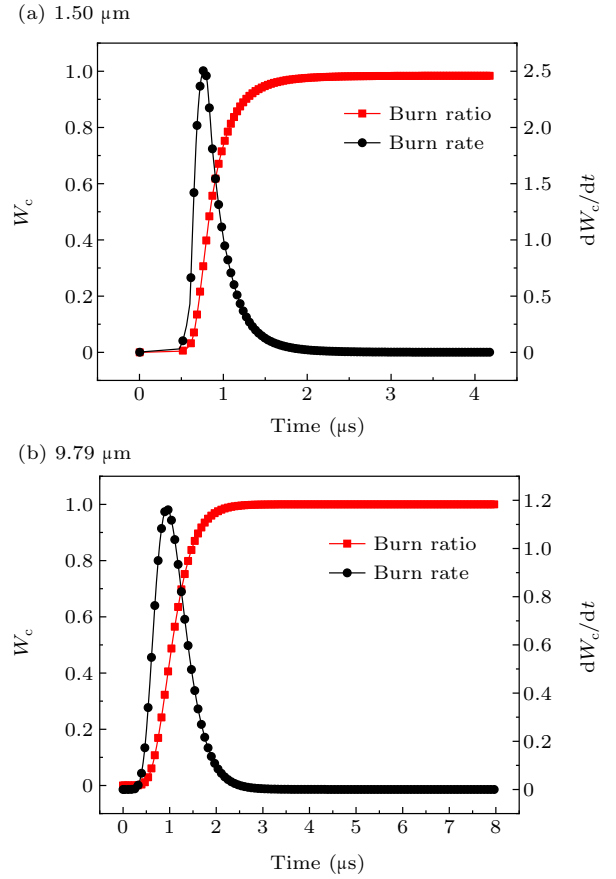 (a) 1.50 µm
1.0
0.8
0.6
0.4
0.2
0
W_c
2.5
2.0
1.5
1.0
0.5
0
dW_c/dt
Burn ratio
Burn rate
0 1 2 3 4
Time (µs)
(b) 9.79 µm
1.0
0.8
0.6
0.4
0.2
0
W_c
1.2
1.0
0.8
0.6
0.4
0.2
0
dW_c/dt
Burn ratio
Burn rate
0 1 2 3 4 5 6 7 8
Time (µs)